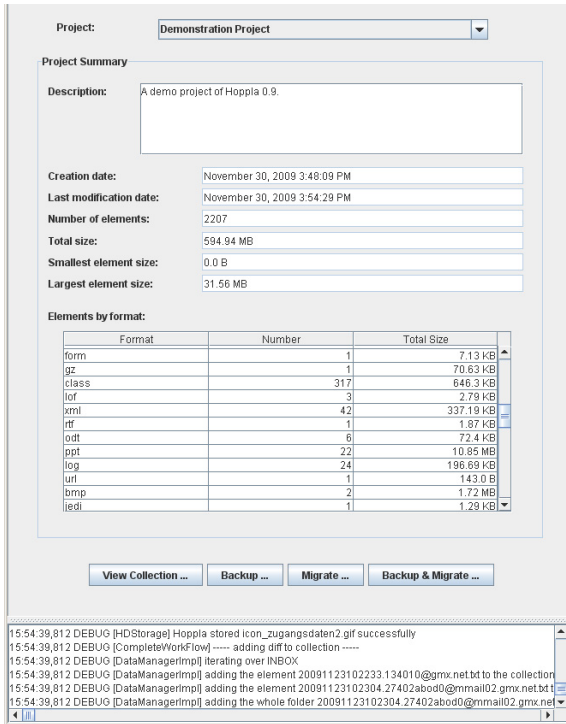 Project: Demonstration Project
Project Summary
Description: A demo project of Hoppla 0.9.
Creation date: November 30, 2009 3:48:09 PM
Last modification date: November 30, 2009 3:54:29 PM
Number of elements: 2207
Total size: 594.94 MB
Smallest element size: 0.0 B
Largest element size: 31.56 MB
Elements by format:
Format Number Total Size
form 1 7.13 KB
gz 1 70.63 KB
class 317 646.3 KB
lof 3 2.79 KB
xml 42 337.19 KB
rtf 1 1.87 KB
odt 6 72.4 KB
ppt 22 10.85 MB
log 24 196.69 KB
url 1 143.0 B
bmp 2 1.72 MB
jedi 1 1.29 KB
View Collection ... Backup ... Migrate ... Backup & Migrate ...
15:54:39,812 DEBUG [HDStorage] Hoppla stored icon_zugangsdaten2.gif successfully
15:54:39,812 DEBUG [CompleteWorkFlow] ----- adding diff to collection -----
15:54:39,812 DEBUG [DataManagerImpl] iterating over INBOX
15:54:39,812 DEBUG [DataManagerImpl] adding the element 20091123102233.134010@gmx.net.txt to the collection
15:54:39,812 DEBUG [DataManagerImpl] adding the element 20091123102304.27402abod0@mmail02.gmx.net.txt t
15:54:39,812 DEBUG [DataManagerImpl] adding the whole folder 20091123102304.27402abod0@mmail02.gmx.net